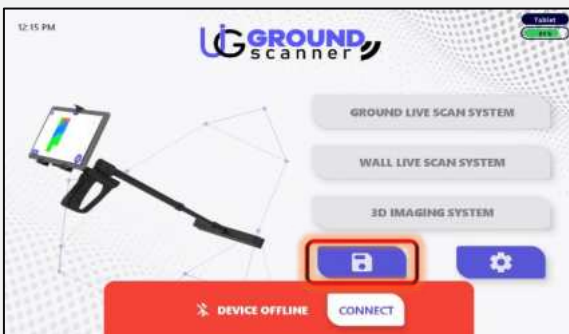 12:15 PM
Tablet
UIG GROUND
scanner
GROUND LIVE SCAN SYSTEM
WALL LIVE SCAN SYSTEM
3D IMAGING SYSTEM
DEVICE OFFLINE
CONNECT